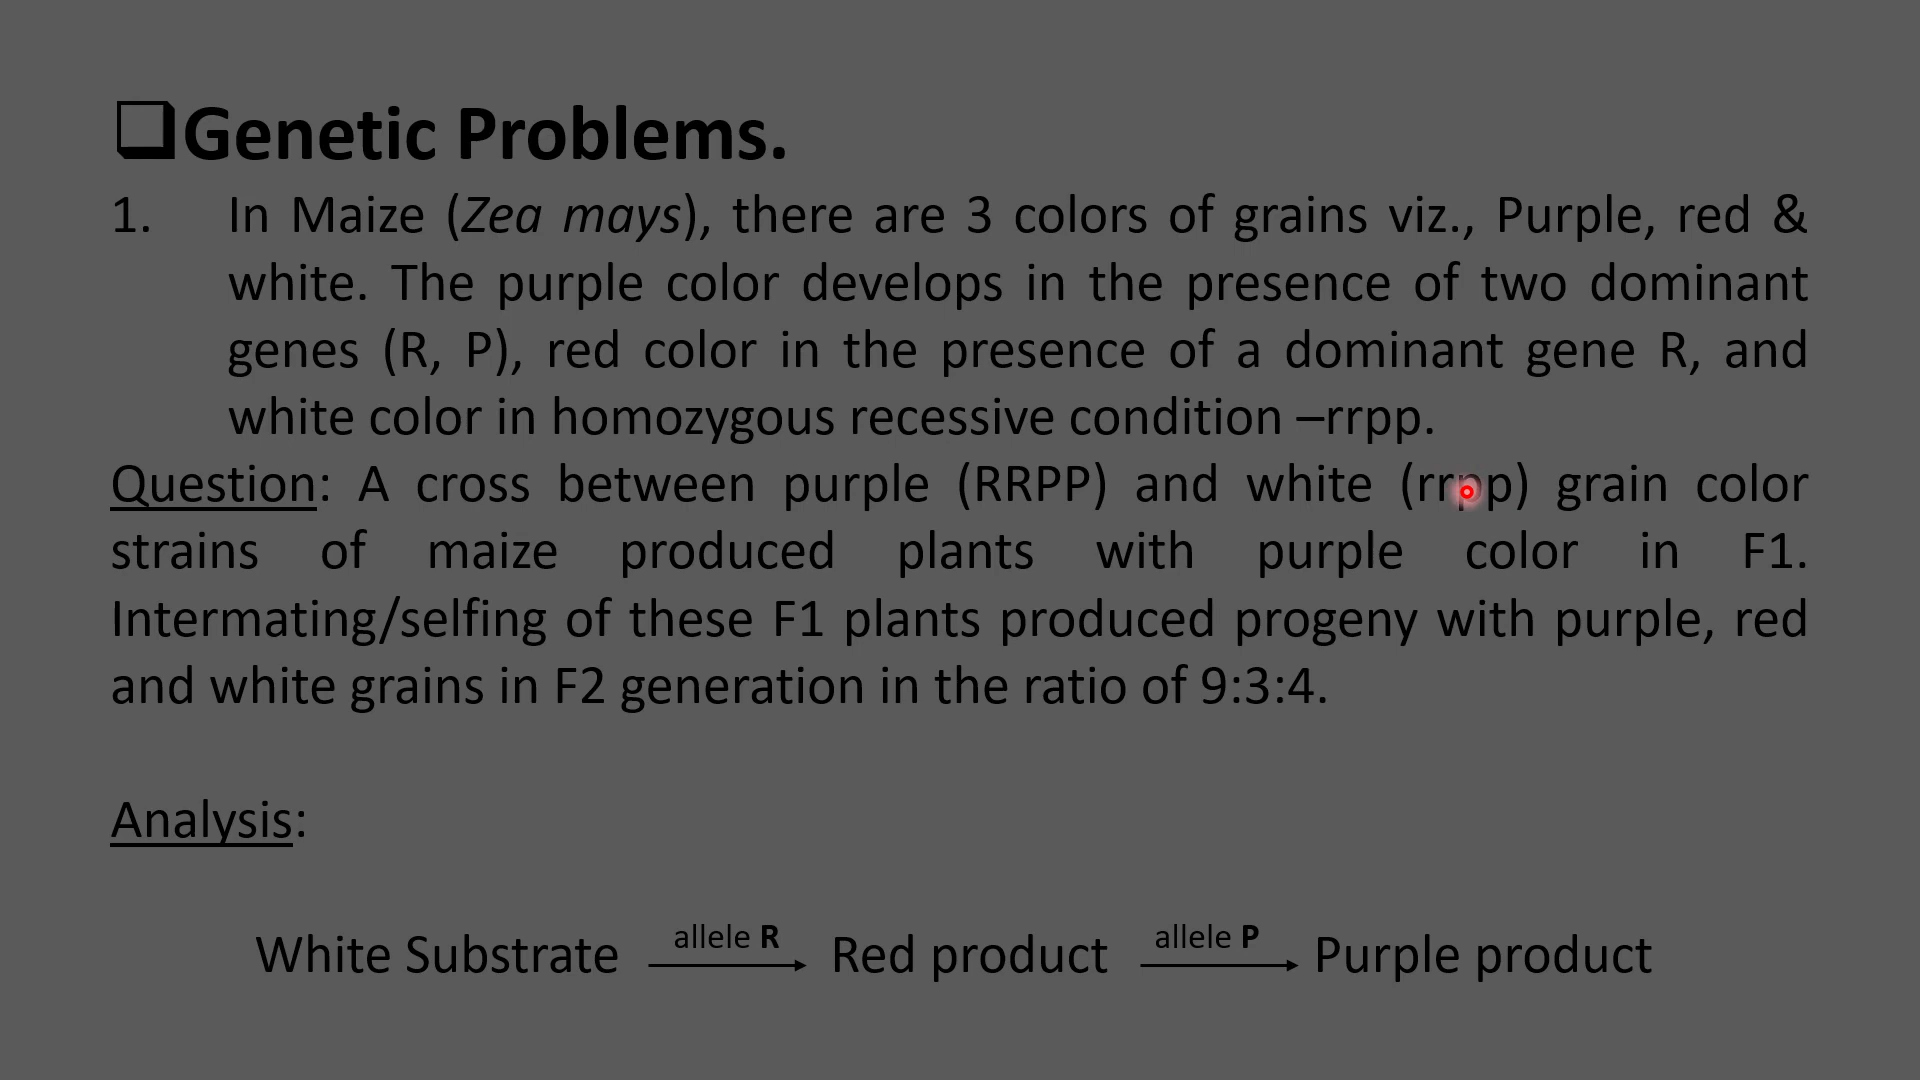 Genetic Problems.
1. In Maize (Zea mays), there are 3 colors of grains viz., Purple, red &
white. The purple color develops in the presence of two dominant
genes (R, P), red color in the presence of a dominant gene R, and
white color in homozygous recessive condition –rrpp.
Question: A cross between purple (RRPP) and white (rrpp) grain color
strains of maize produced plants with purple color in F1.
Intermating/selfing of these F1 plants produced progeny with purple, red
and white grains in F2 generation in the ratio of 9:3:4.
Analysis:
White Substrate allele R Red product allele P Purple product